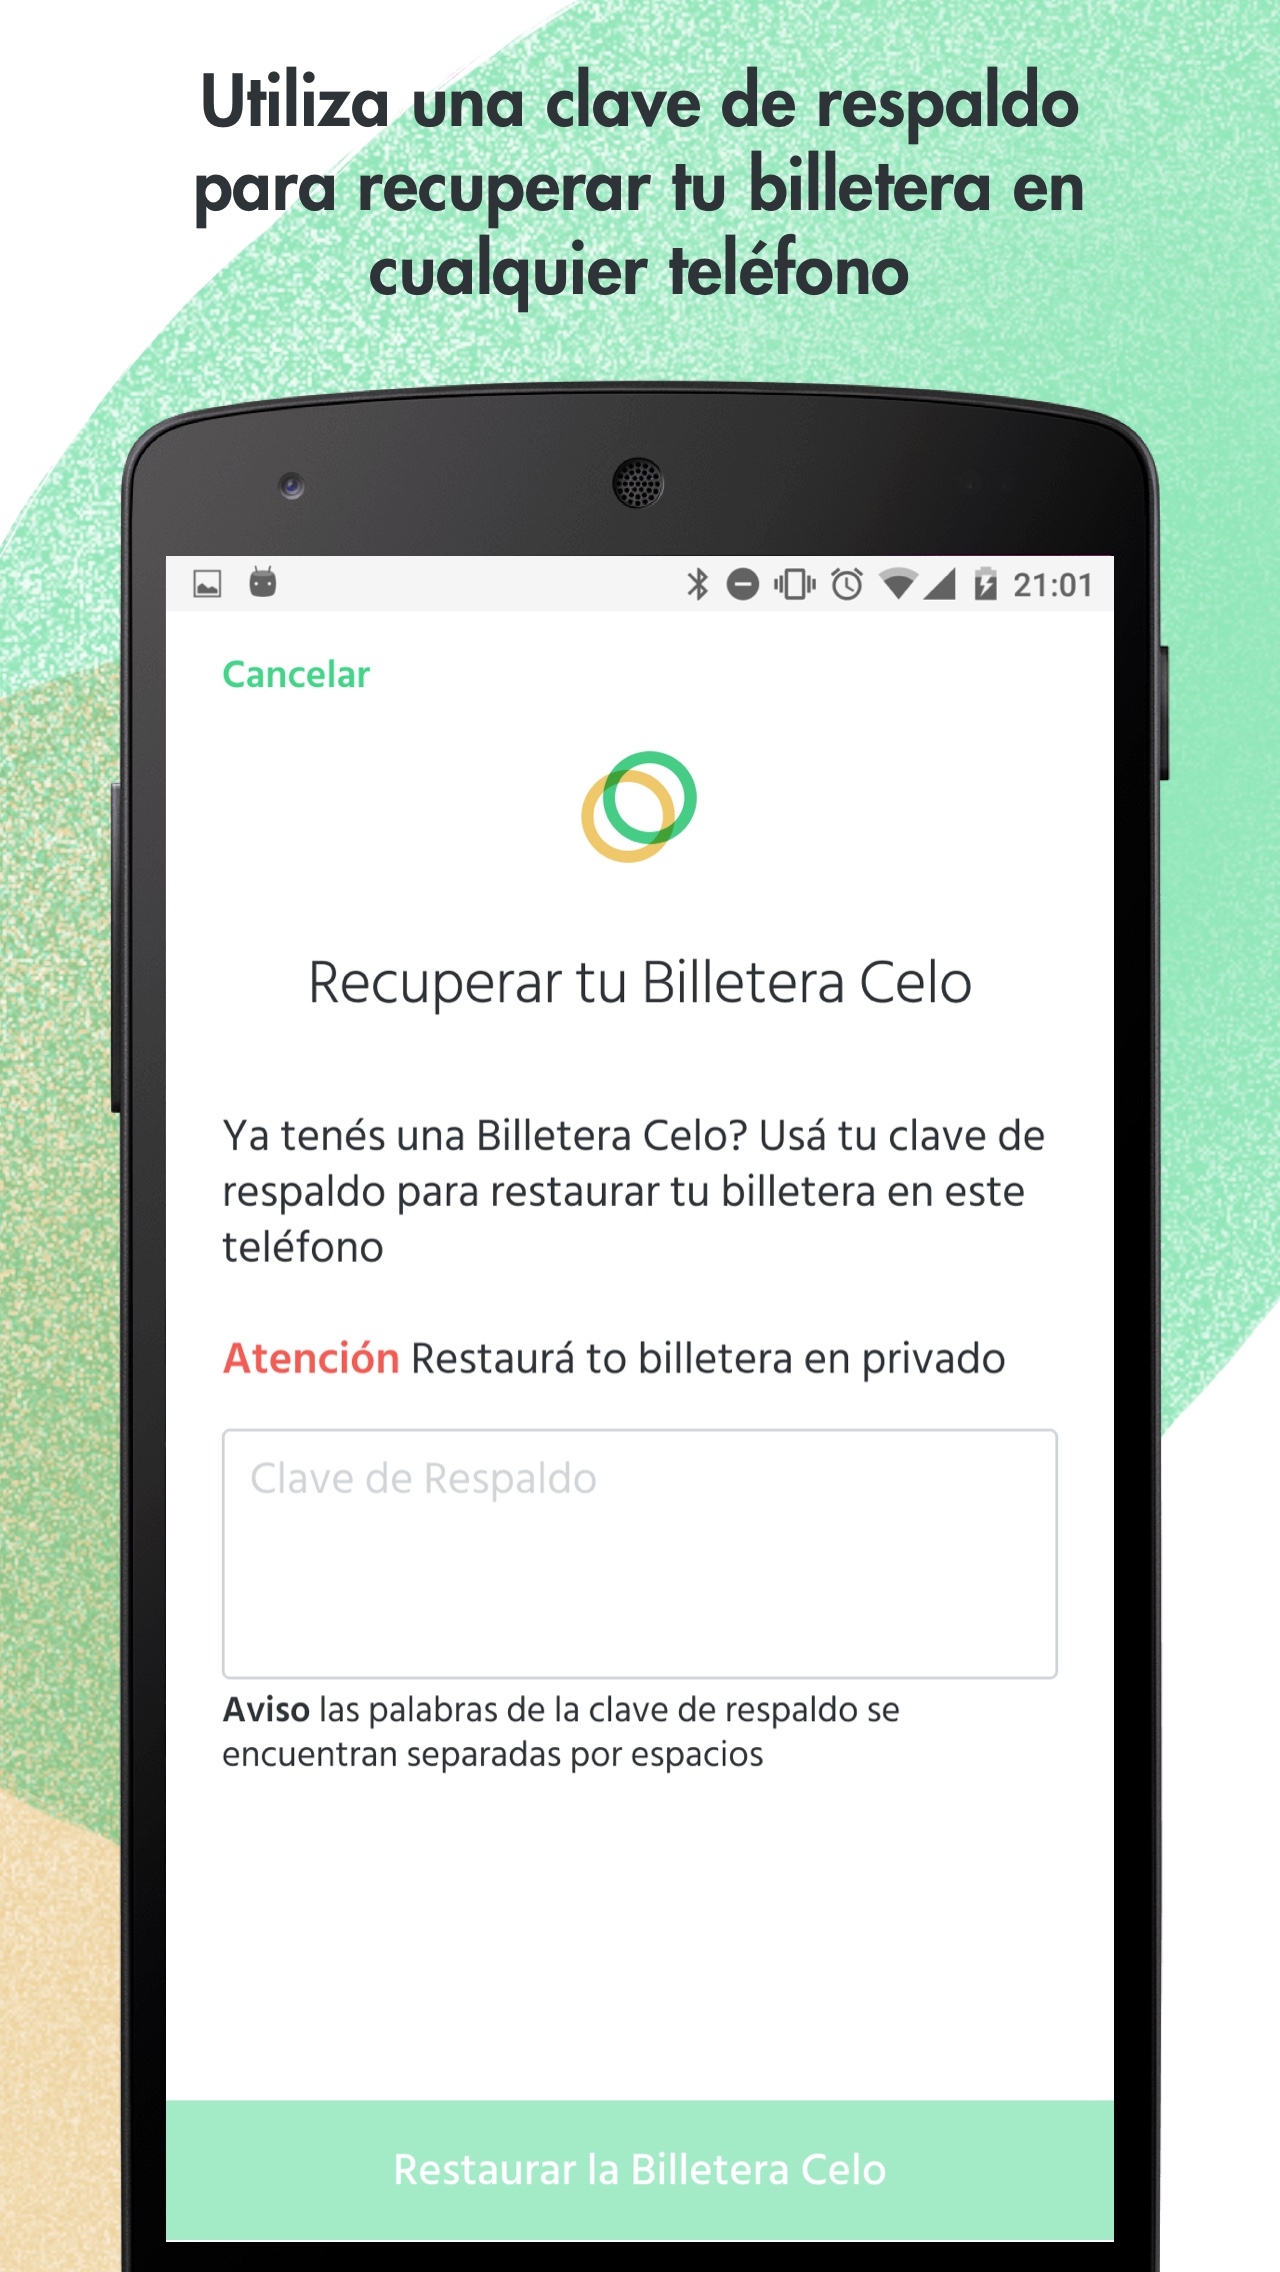 Utiliza una clave de respaldo
para recuperar tu billetera en
cualquier teléfono
21:01
Cancelar
Recuperar tu Billetera Celo
Ya tenés una Billetera Celo? Usá tu clave de
respaldo para restaurar tu billetera en este
teléfono
Atención Restaurá to billetera en privado
Clave de Respaldo
Aviso las palabras de la clave de respaldo se
encuentran separadas por espacios
Restaurar la Billetera Celo